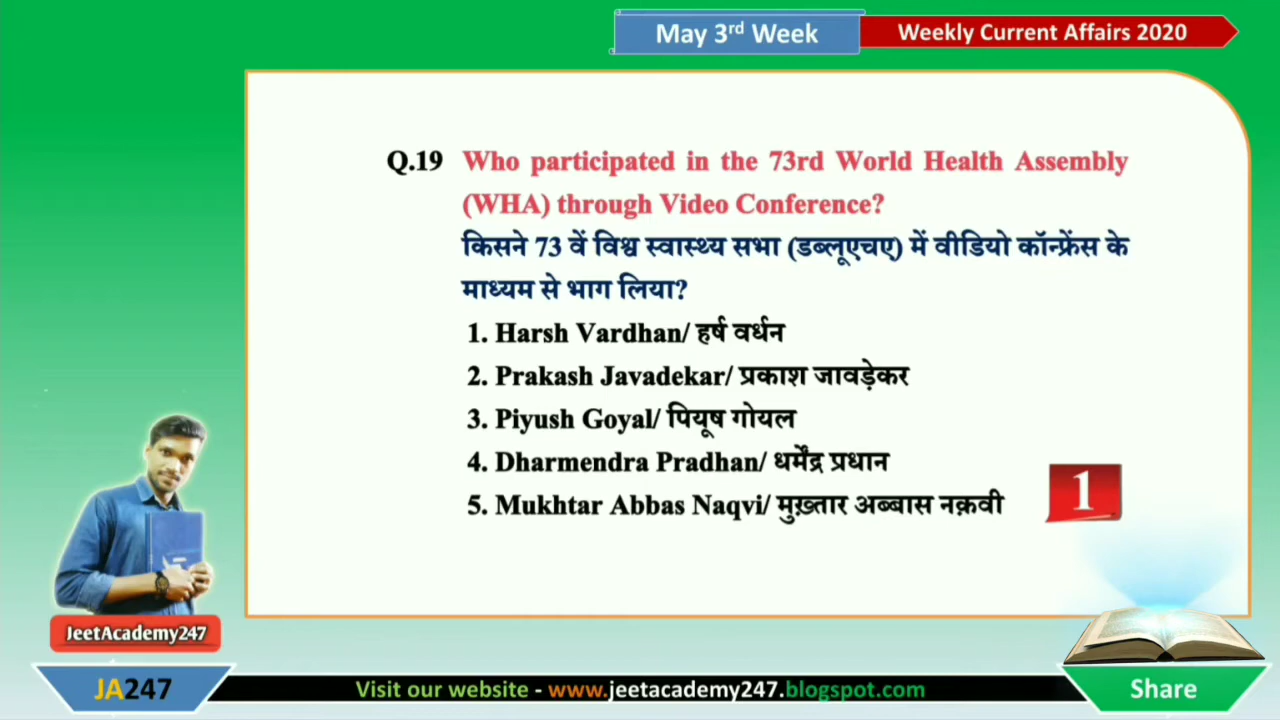 May 3rd Week
Weekly Current Affairs 2020
Q.19 Who participated in the 73rd World Health Assembly
(WHA) through Video Conference?
किसने 73 वें विश्व स्वास्थ्य सभा (डब्लूएचए) में वीडियो कॉन्फ्रेंस के
माध्यम से भाग लिया?
1. Harsh Vardhan/ हर्ष वर्धन
2. Prakash Javadekar/ प्रकाश जावड़ेकर
3. Piyush Goyal/ पियूष गोयल
4. Dharmendra Pradhan/ धर्मेंद्र प्रधान
5. Mukhtar Abbas Naqvi/ मुख़्तार अब्बास नक़वी
1
JeetAcademy247
JA247
Visit our website - www.jeetacademy247.blogspot.com
Share